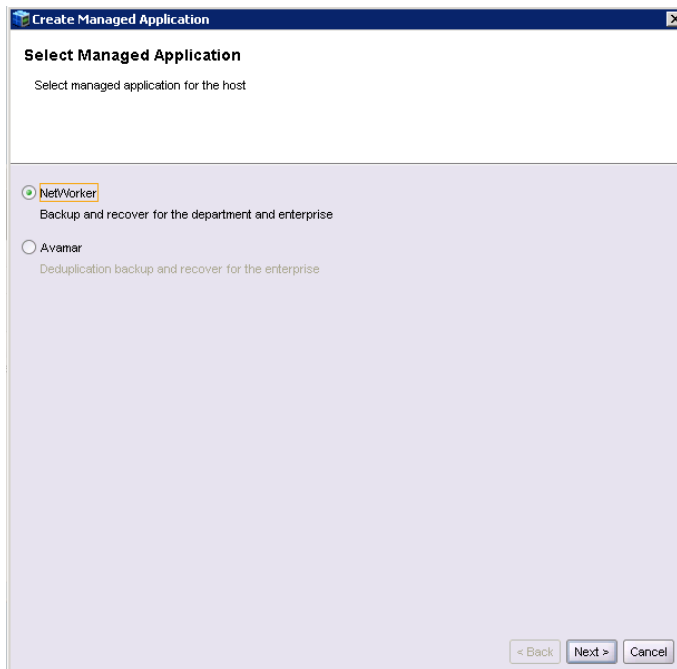 Create Managed Application
Select Managed Application
Select managed application for the host
NetWorker
Backup and recover for the department and enterprise
Avamar
Deduplication backup and recover for the enterprise
< Back Next > Cancel